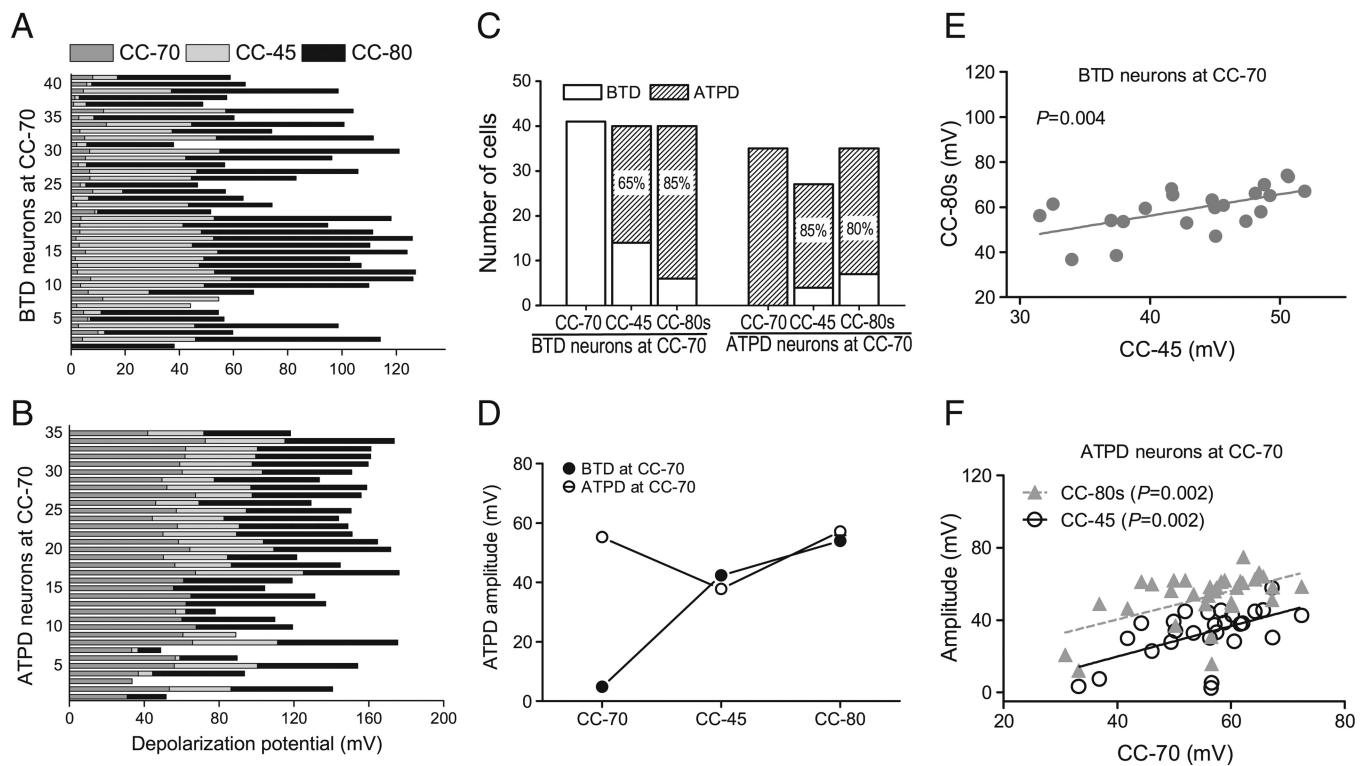 A
CC-70 CC-45 CC-80
BTD neurons at CC-70
40
35
30
25
20
15
10
5
0 20 40 60 80 100 120
B
ATPD neurons at CC-70
35
30
25
20
15
10
5
0 40 80 120 160 200
Depolarization potential (mV)
C
Number of cells
50
40
30
20
10
0
BTD ATPD
65% 85% 85% 80%
CC-70 CC-45 CC-80s CC-70 CC-45 CC-80s
BTD neurons at CC-70 ATPD neurons at CC-70
D
ATPD amplitude (mV)
80
60
40
20
0
BTD at CC-70
ATPD at CC-70
CC-70 CC-45 CC-80
E
BTD neurons at CC-70
P=0.004
CC-80s (mV)
120
100
80
60
40
20
30 40 50
CC-45 (mV)
F
ATPD neurons at CC-70
CC-80s (P=0.002)
CC-45 (P=0.002)
Amplitude (mV)
120
80
40
0
20 40 60 80
CC-70 (mV)